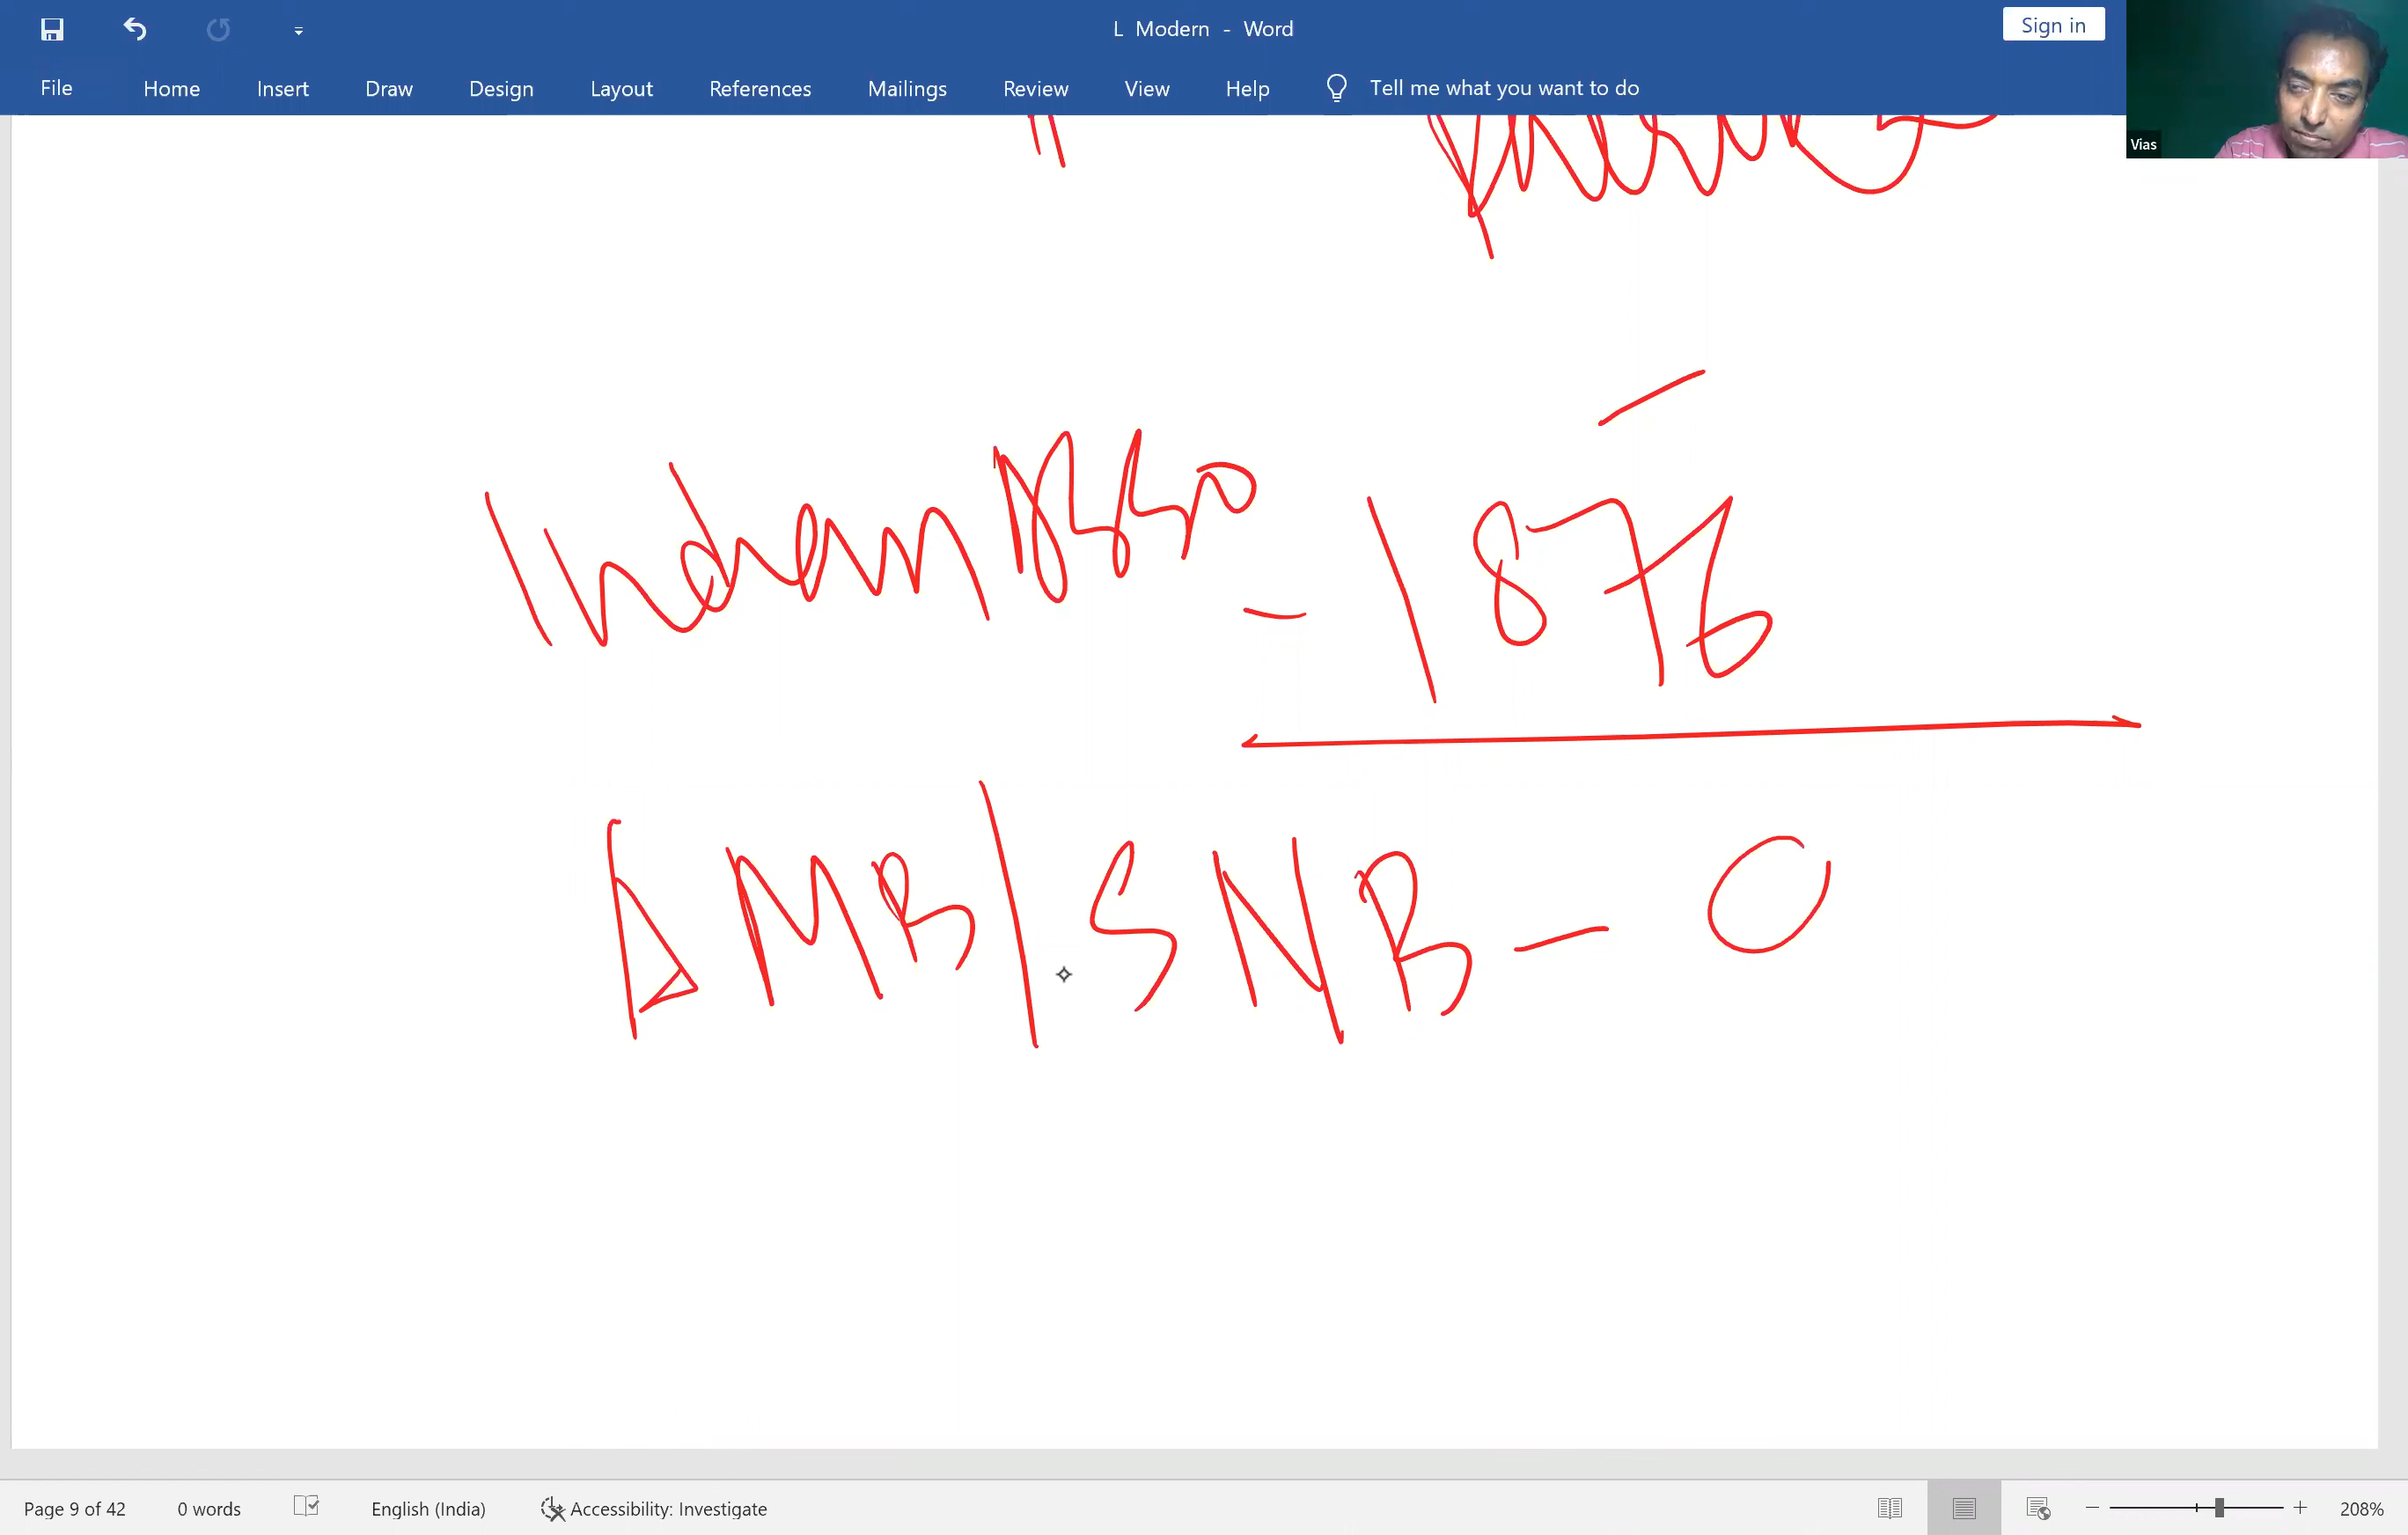 L Modern - Word
Sign in
File Home Insert Draw Design Layout References Mailings Review View Help Tell me what you want to do
Vias
Indian ASSO - 1876
AMB/SNB - O
Page 9 of 42 0 words English (India) Accessibility: Investigate 208%